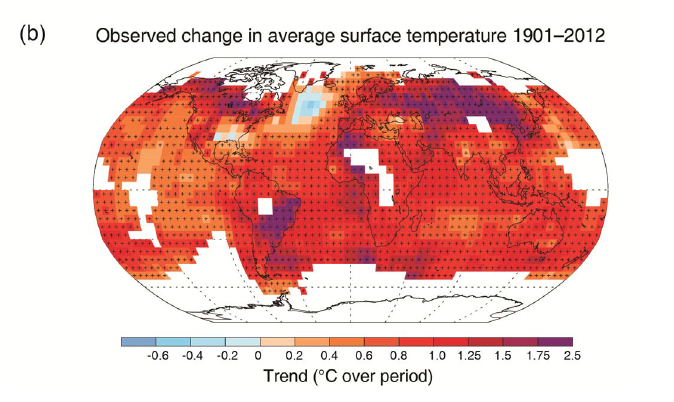 (b) Observed change in average surface temperature 1901–2012
-0.6 -0.4 -0.2 0 0.2 0.4 0.6 0.8 1.0 1.25 1.5 1.75 2.5
Trend (°C over period)